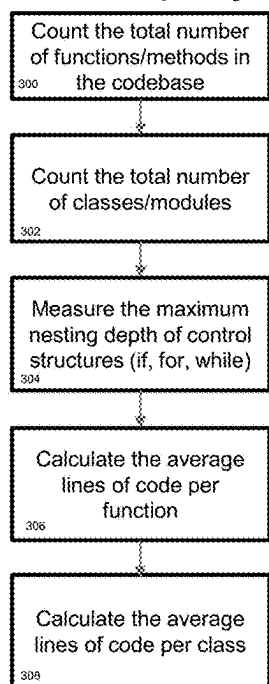 Count the total number
of functions/methods in
the codebase
300
Count the total number
of classes/modules
302
Measure the maximum
nesting depth of control
structures (if, for, while)
304
Calculate the average
lines of code per
function
306
Calculate the average
lines of code per class
308